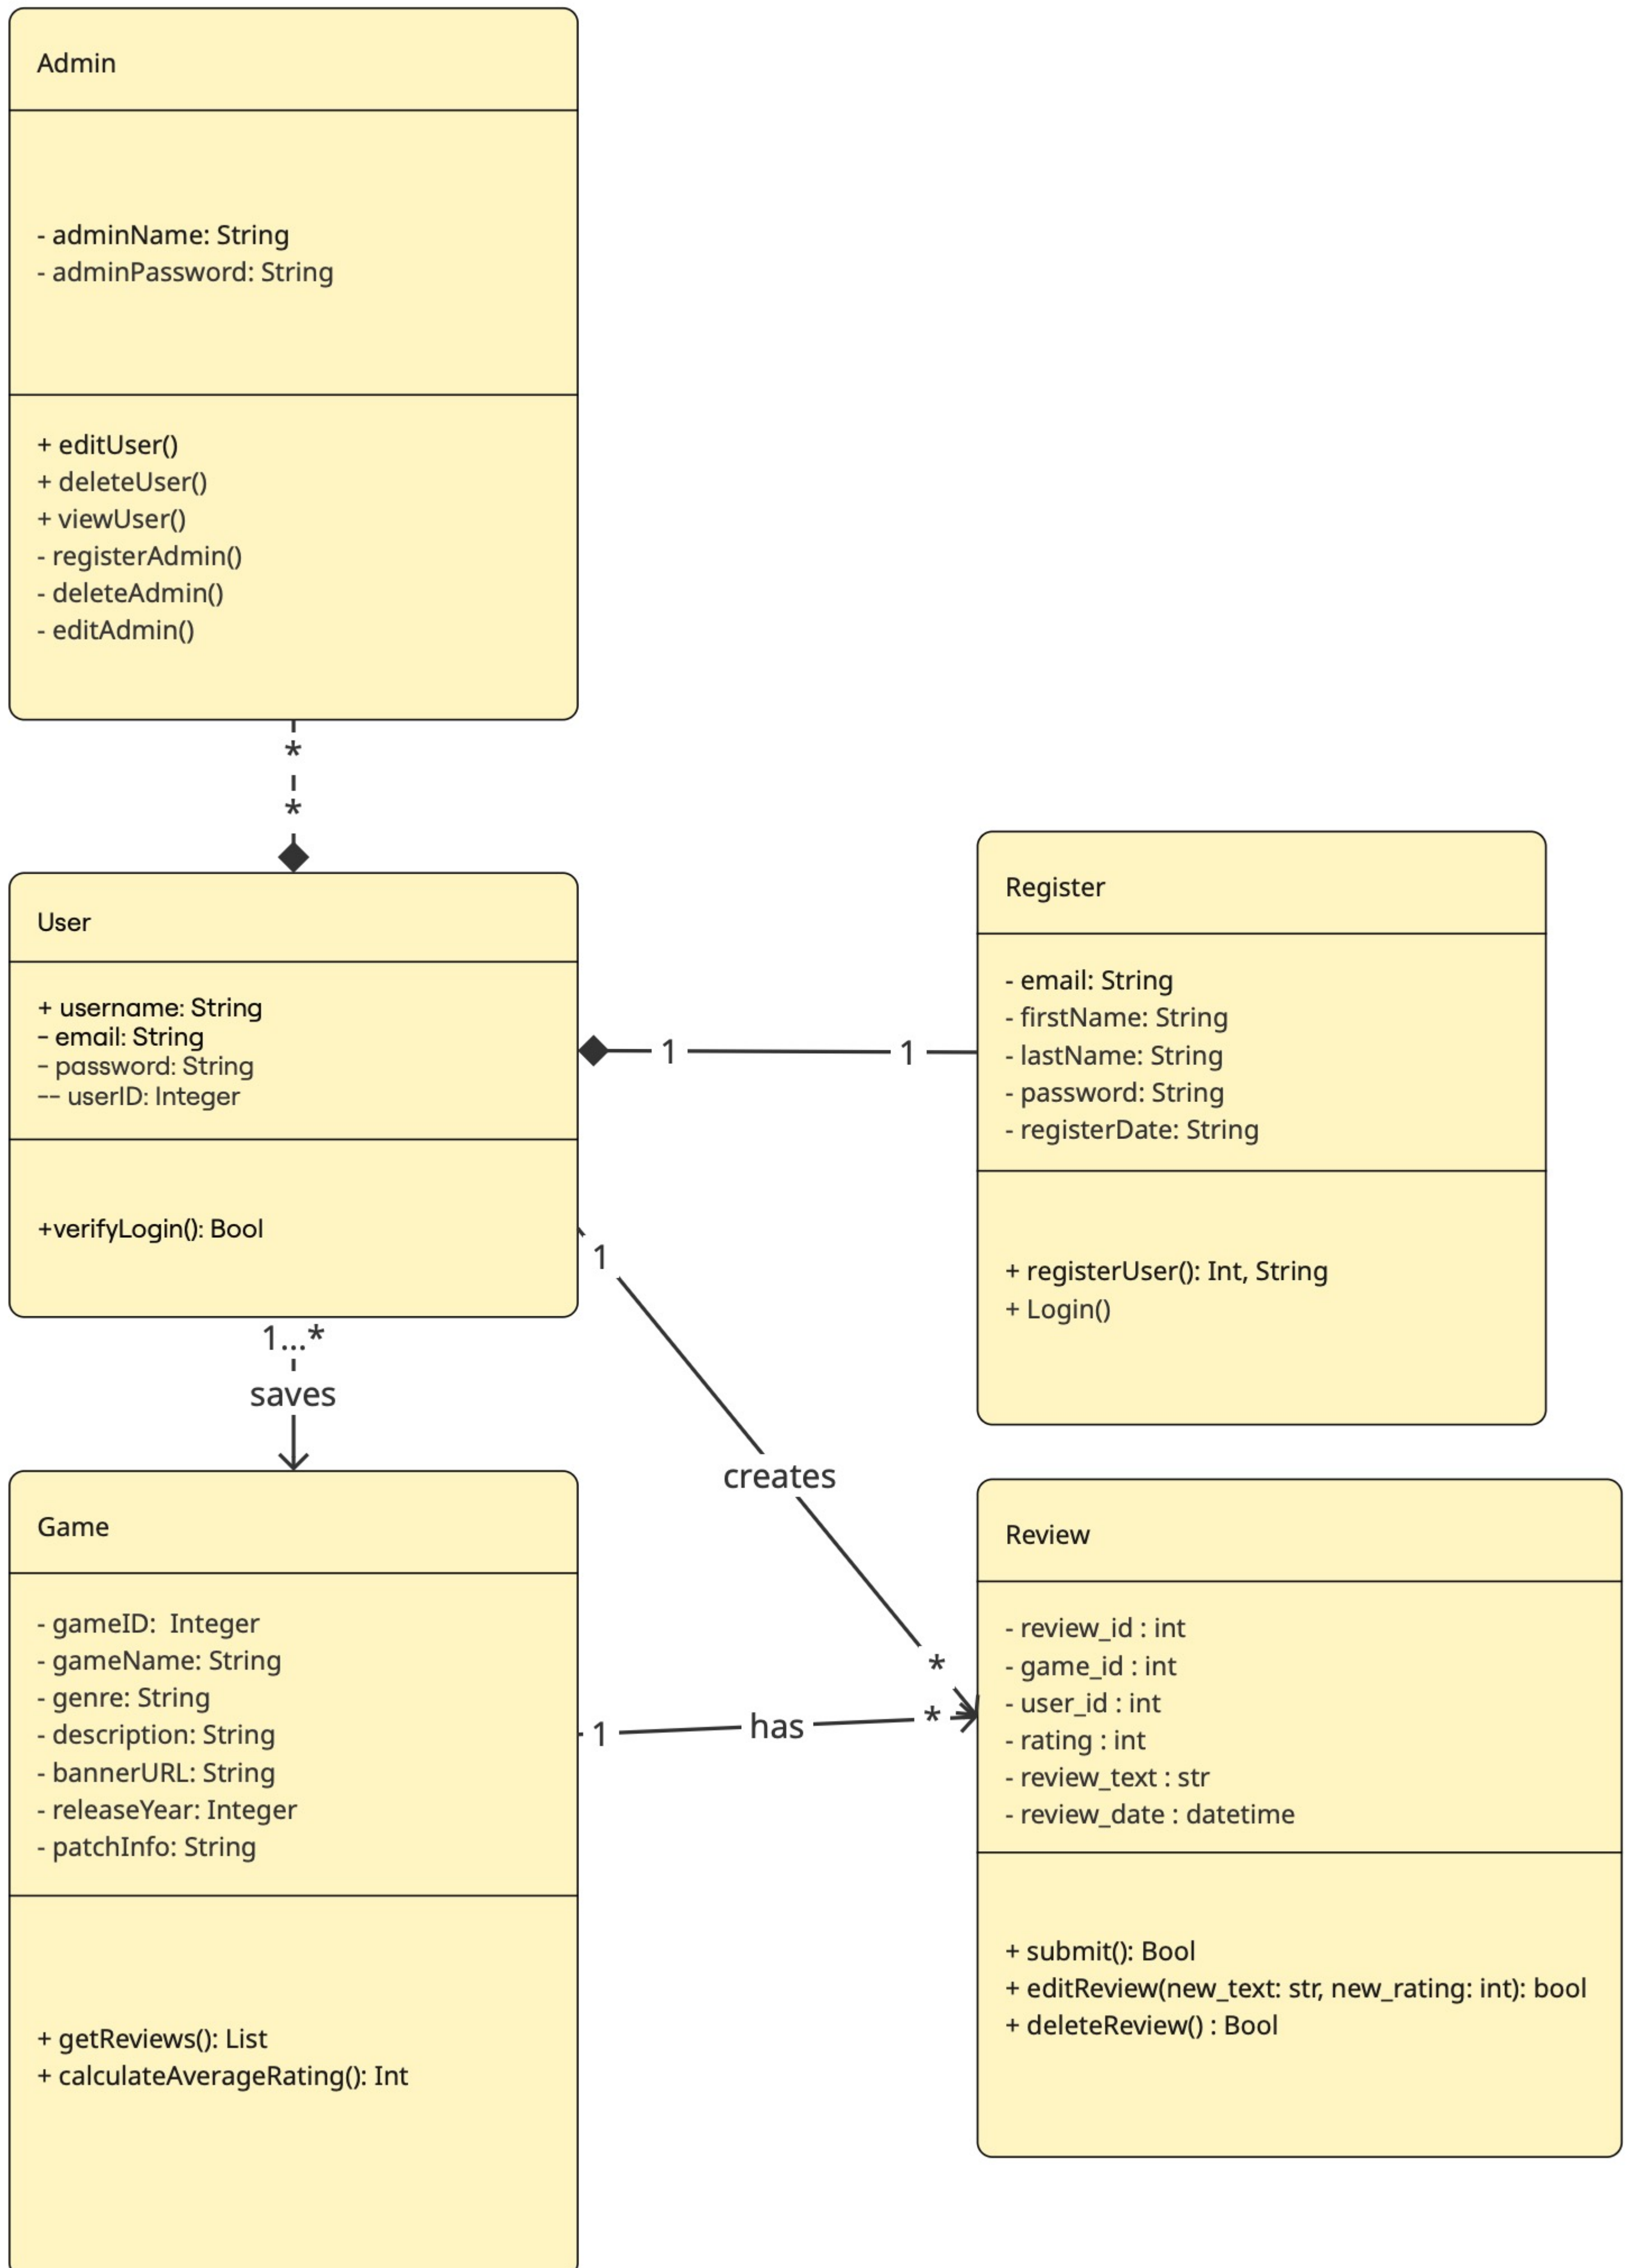 Admin
- adminName: String
- adminPassword: String
+ editUser()
+ deleteUser()
+ viewUser()
- registerAdmin()
- deleteAdmin()
- editAdmin()
*
*
User
+ username: String
- email: String
- password: String
-- userID: Integer
+verifyLogin(): Bool
1
1
Register
- email: String
- firstName: String
- lastName: String
- password: String
- registerDate: String
+ registerUser(): Int, String
+ Login()
1...*
saves
1
creates
*
Game
- gameID:  Integer
- gameName: String
- genre: String
- description: String
- bannerURL: String
- releaseYear: Integer
- patchInfo: String
+ getReviews(): List
+ calculateAverageRating(): Int
1
has
*
Review
- review_id : int
- game_id : int
- user_id : int
- rating : int
- review_text : str
- review_date : datetime
+ submit(): Bool
+ editReview(new_text: str, new_rating: int): bool
+ deleteReview() : Bool